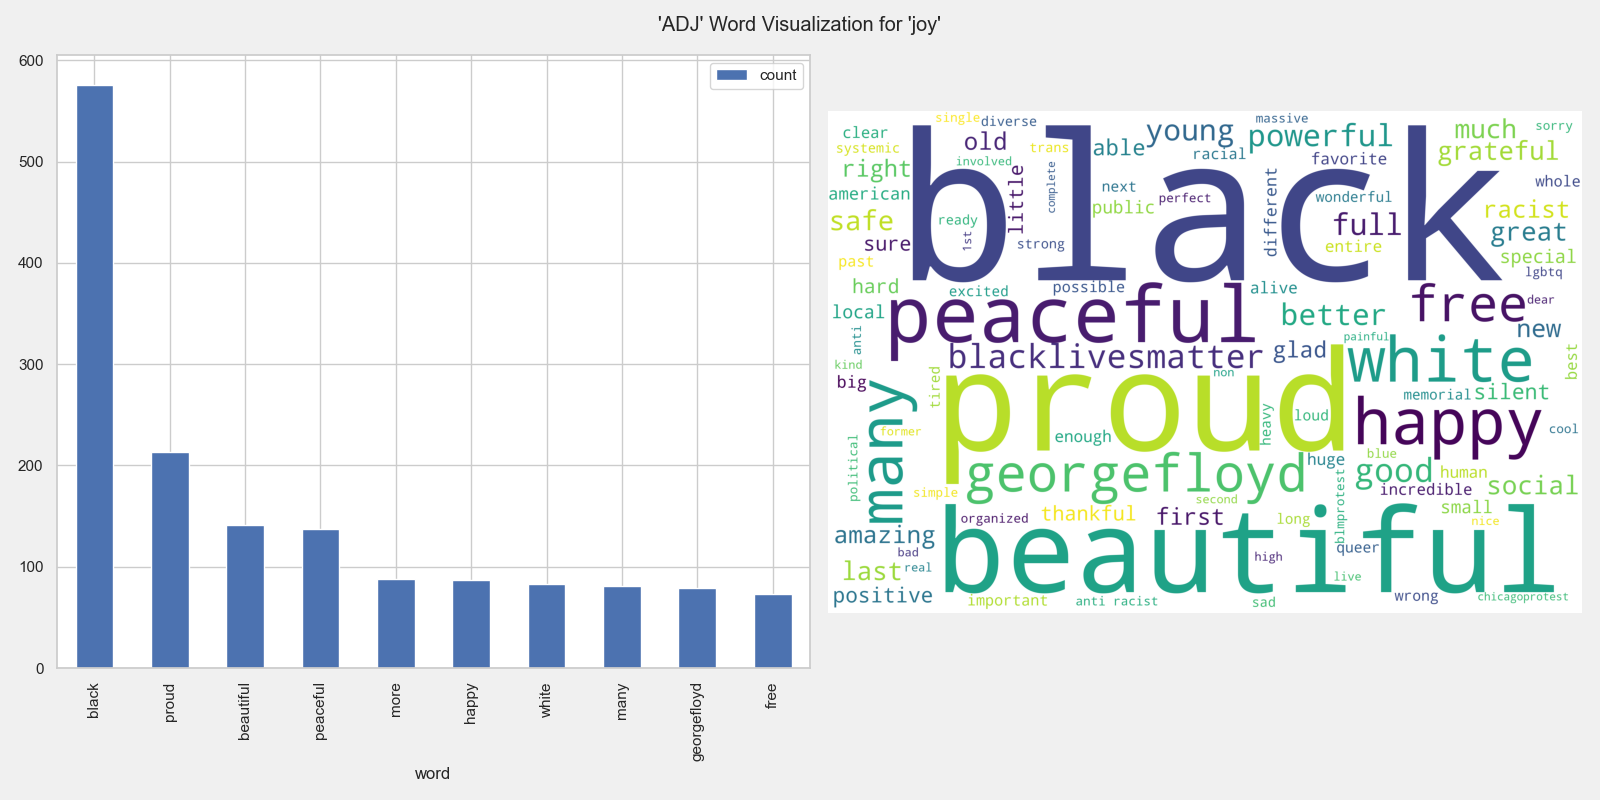 'ADJ' Word Visualization for 'joy'
600
500
400
300
200
100
0
count
black
proud
beautiful
peaceful
more
happy
white
many
georgefloyd
free
word
single
diverse
massive
clear
old
trans
able
young
powerful
much
sorry
systemic
involved
racial
favorite
grateful
right
little
complete
next
black
different
wonderful
whole
american
public
perfect
full
racist
safe
ready
1st
strong
entire
great
sure
special
past
lgbtq
hard
excited
possible
alive
free
dear
local
peaceful
better
new
anti
blacklivesmatter
glad
painful
white
best
kind
big
tired
non
memorial
silent
many
proud
heavy
loud
happy
cool
former
enough
political
georgefloyd
huge
blue
good
human
simple
second
incredible
social
organized
thankful
first
long
blmprotest
small
nice
amazing
bad
beautiful
high
queer
last
real
live
positive
important
anti racist
sad
wrong
chicagoprotest